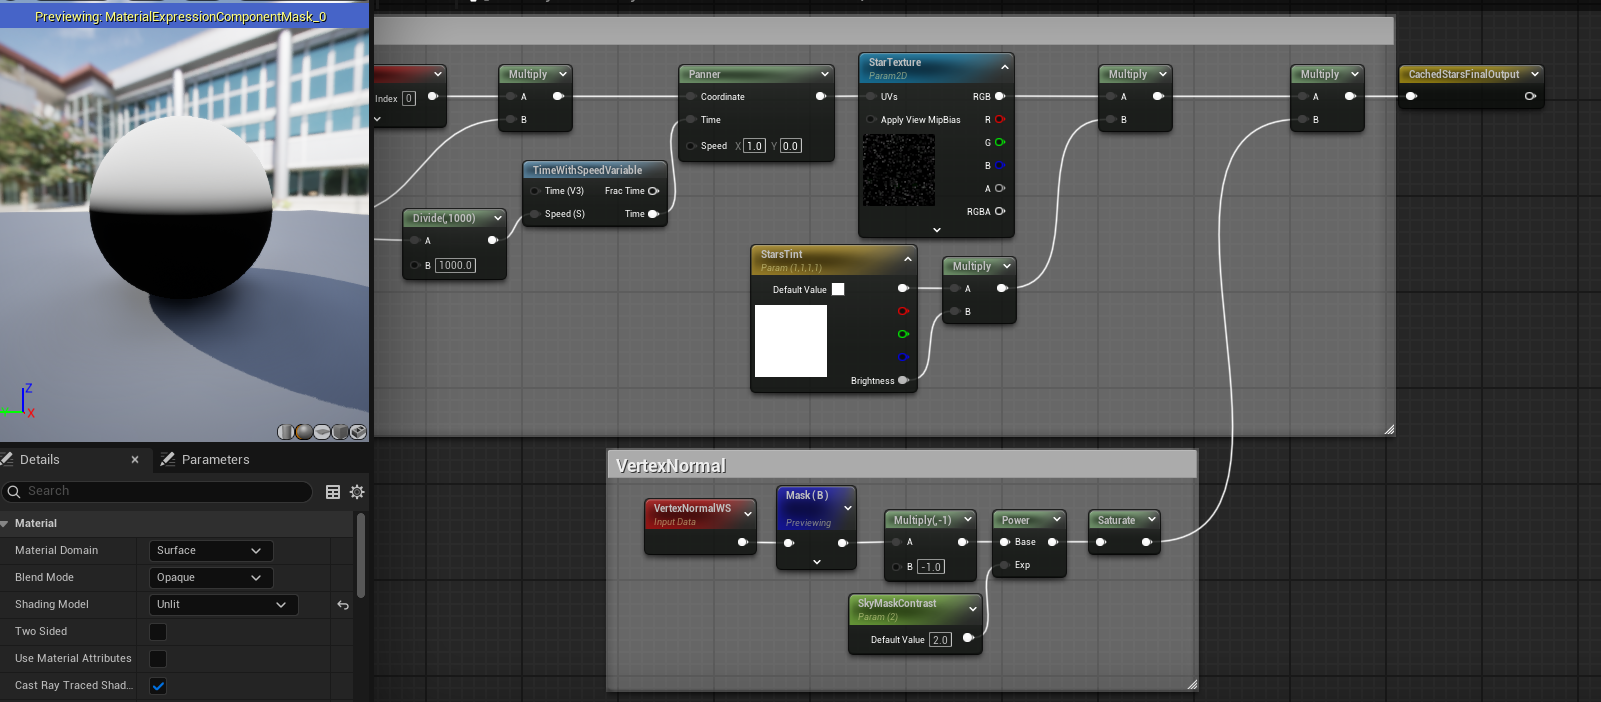 Previewing: MaterialExpressionComponentMask_0
Z
X
Index 0
Multiply
A
B
Divide(,1000)
A
B 1000.0
TimeWithSpeedVariable
Time (V3) Frac Time
Speed (S) Time
Panner
Coordinate
Time
Speed X 1.0 Y 0.0
StarTexture
Param2D
UVs RGB
Apply View MipBias R
G
B
A
RGBA
StarsTint
Param (1,1,1,1)
Default Value
Brightness
Multiply
A
B
Multiply
A
B
Multiply
A
B
CachedStarsFinalOutput
VertexNormal
VertexNormalWS
Input Data
Mask ( B )
Previewing
Multiply(,-1)
A
B -1.0
Power
Base
Exp
Saturate
SkyMaskContrast
Param (2)
Default Value 2.0
Details
Parameters
Search
Material
Material Domain Surface
Blend Mode Opaque
Shading Model Unlit
Two Sided
Use Material Attributes
Cast Ray Traced Shad...